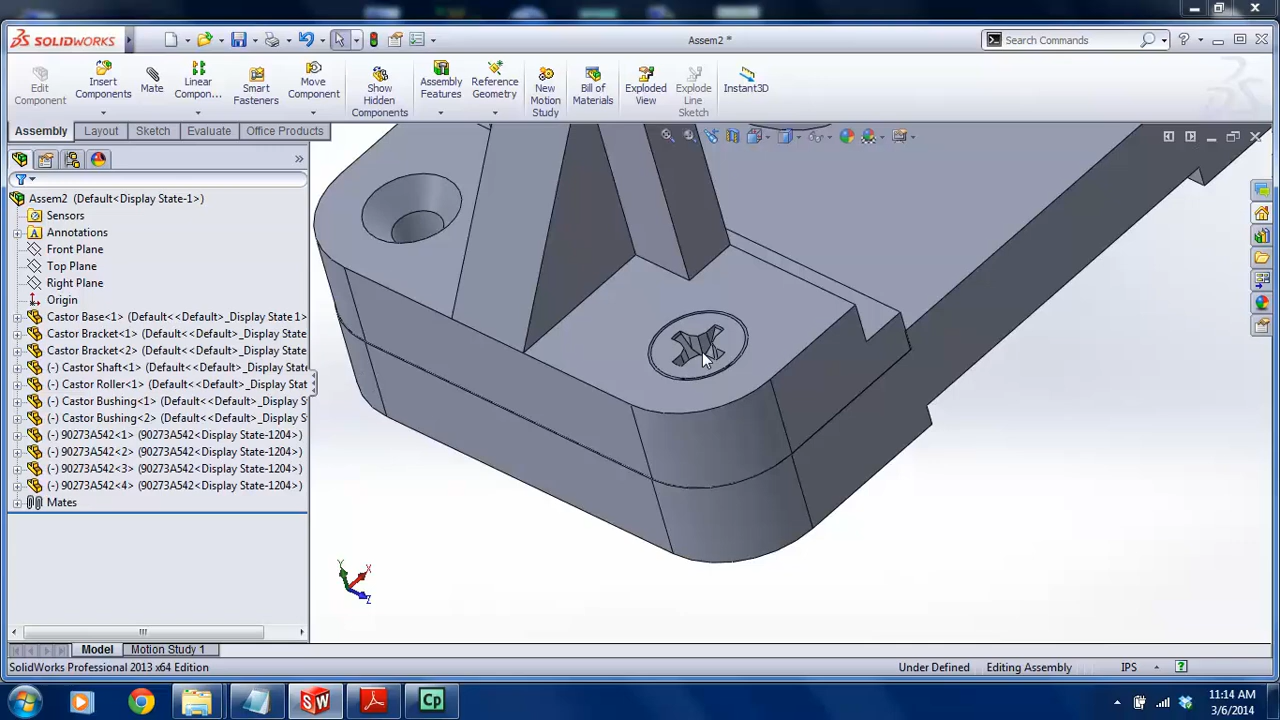 SOLIDWORKS
Assem2 *
Search Commands
Edit Component
Insert Components
Mate
Linear Compon...
Smart Fasteners
Move Component
Show Hidden Components
Assembly Features
Reference Geometry
New Motion Study
Bill of Materials
Exploded View
Explode Line Sketch
Instant3D
Assembly
Layout
Sketch
Evaluate
Office Products
Assem2 (Default<Display State-1>)
Sensors
Annotations
Front Plane
Top Plane
Right Plane
Origin
Castor Base<1> (Default<<Default>_Display State 1>
Castor Bracket<1> (Default<<Default>_Display State
Castor Bracket<2> (Default<<Default>_Display State
(-) Castor Shaft<1> (Default<<Default>_Display Stat
(-) Castor Roller<1> (Default<<Default>_Display Stat
(-) Castor Bushing<1> (Default<<Default>_Display S
(-) Castor Bushing<2> (Default<<Default>_Display S
(-) 90273A542<1> (90273A542<Display State-1204>)
(-) 90273A542<2> (90273A542<Display State-1204>)
(-) 90273A542<3> (90273A542<Display State-1204>)
(-) 90273A542<4> (90273A542<Display State-1204>)
Mates
Y
X
Z
Model
Motion Study 1
SolidWorks Professional 2013 x64 Edition
Under Defined
Editing Assembly
IPS
SW
Cp
11:14 AM
3/6/2014